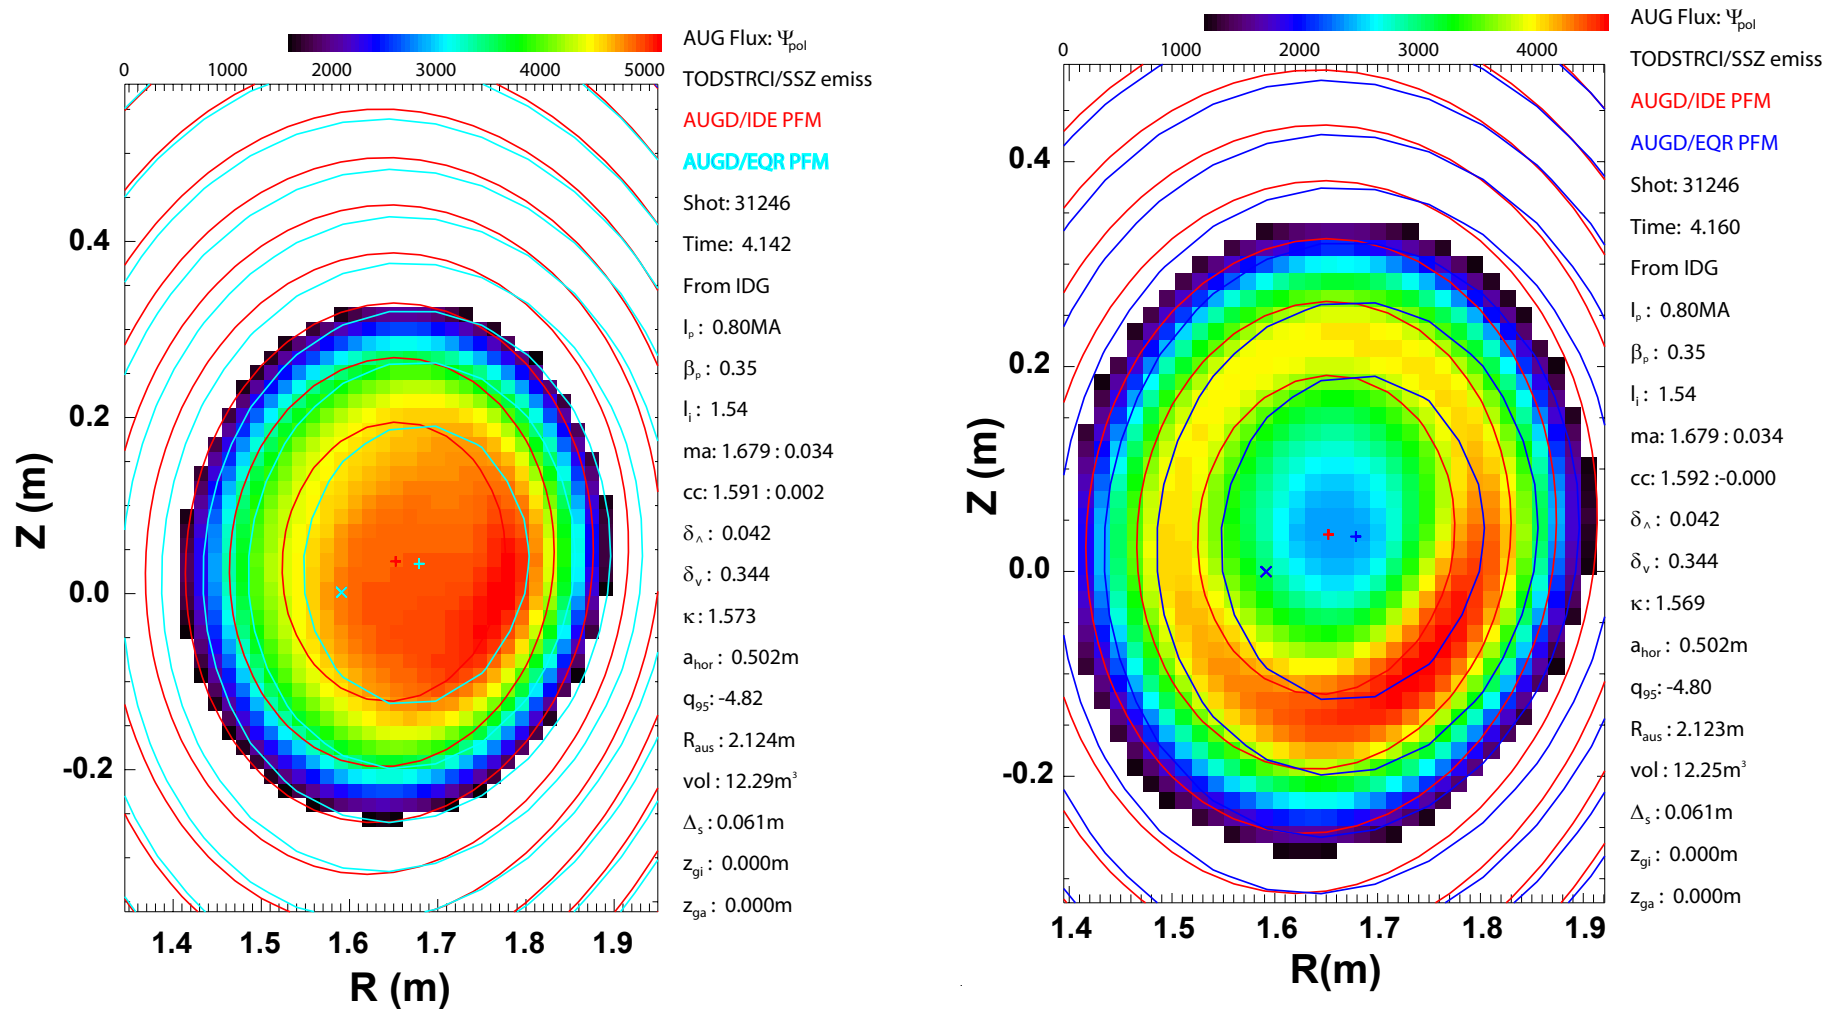 AUG Flux: Ψpol
0 1000 2000 3000 4000 5000
TODSTRCI/SSZ emiss
AUGD/IDE PFM
AUGD/EQR PFM
Shot: 31246
Time: 4.142
From IDG
Ip : 0.80MA
βp : 0.35
li : 1.54
ma: 1.679 : 0.034
cc: 1.591 : 0.002
δ^ : 0.042
δv : 0.344
κ : 1.573
ahor : 0.502m
q95: -4.82
Raus : 2.124m
vol : 12.29m³
Δs : 0.061m
zgi : 0.000m
zga : 0.000m
0.4
0.2
0.0
-0.2
Z (m)
1.4 1.5 1.6 1.7 1.8 1.9
R (m)
AUG Flux: Ψpol
0 1000 2000 3000 4000
TODSTRCI/SSZ emiss
AUGD/IDE PFM
AUGD/EQR PFM
Shot: 31246
Time: 4.160
From IDG
Ip : 0.80MA
βp : 0.35
li : 1.54
ma: 1.679 : 0.034
cc: 1.592 :-0.000
δ^ : 0.042
δv : 0.344
κ : 1.569
ahor : 0.502m
q95: -4.80
Raus : 2.123m
vol : 12.25m³
Δs : 0.061m
zgi : 0.000m
zga : 0.000m
0.4
0.2
0.0
-0.2
Z (m)
1.4 1.5 1.6 1.7 1.8 1.9
R(m)